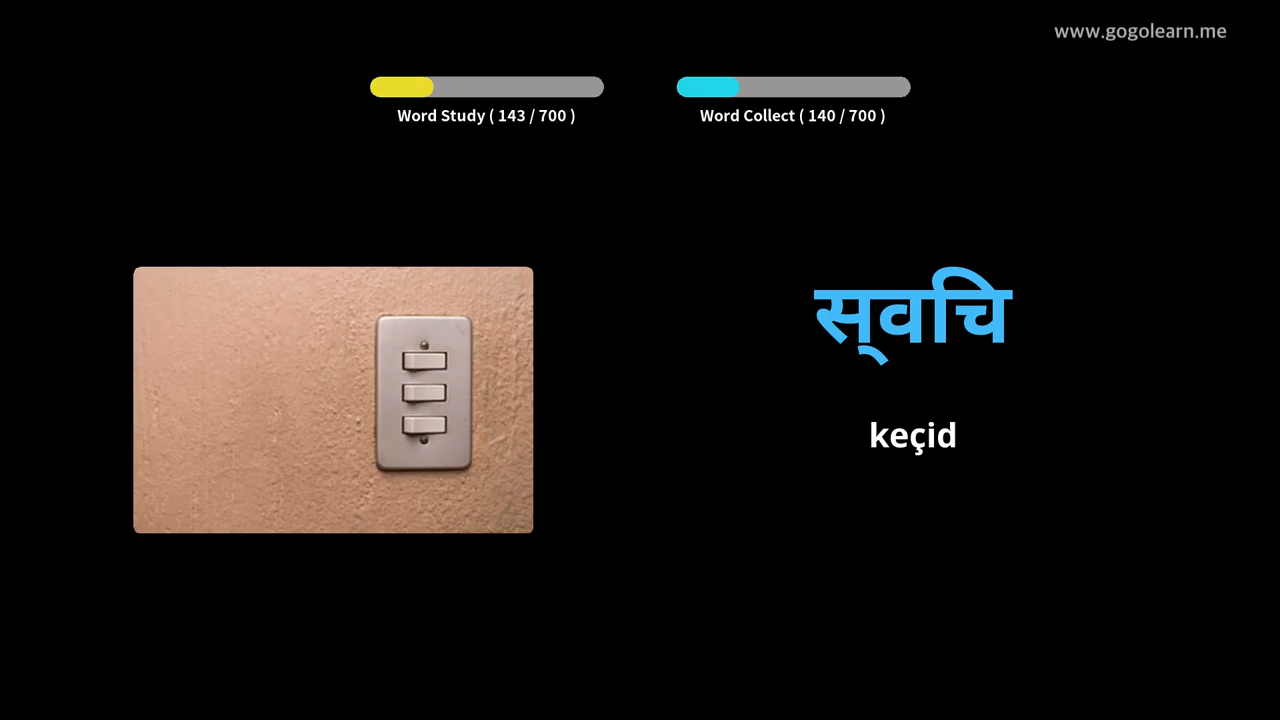 www.gogolearn.me
Word Study ( 143 / 700 )
Word Collect ( 140 / 700 )
स्‌वचि
keçid